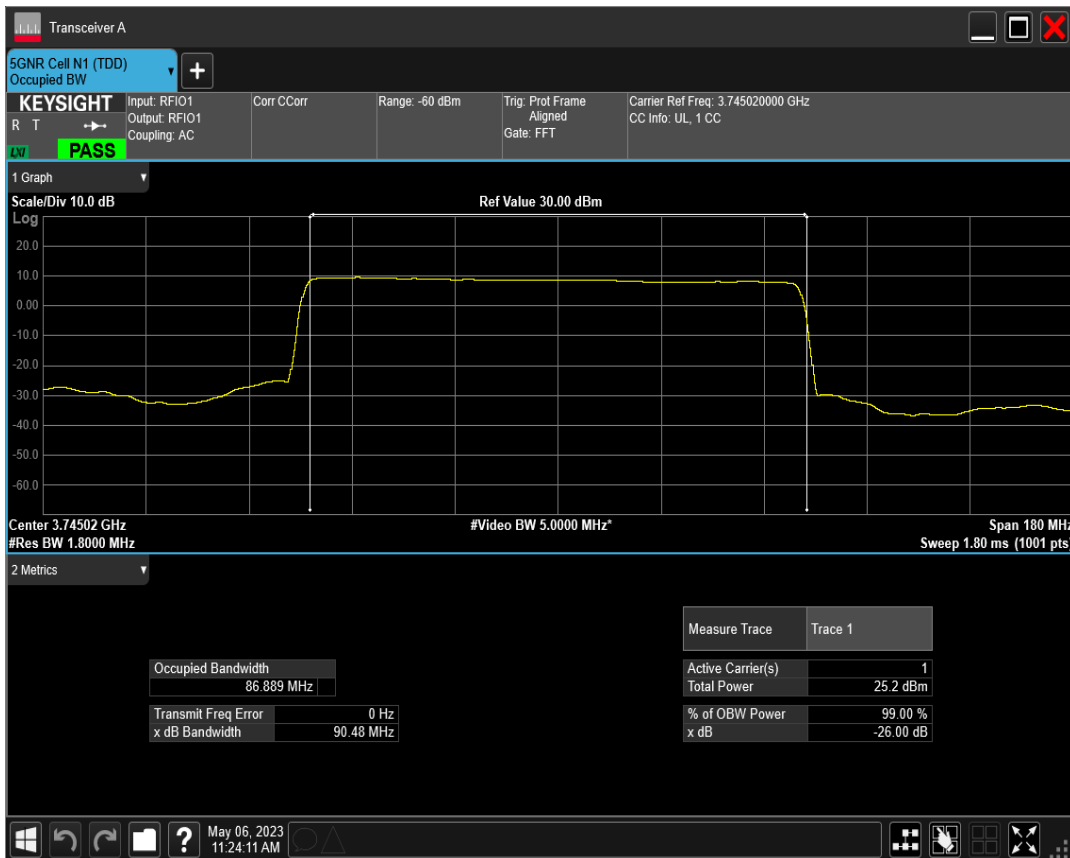 Transceiver A
5GNR Cell N1 (TDD)
Occupied BW
KEYSIGHT
R T
LXI
PASS
Input: RFIO1
Output: RFIO1
Coupling: AC
Corr CCorr
Range: -60 dBm
Trig: Prot Frame
Aligned
Gate: FFT
Carrier Ref Freq: 3.745020000 GHz
CC Info: UL, 1 CC
1 Graph
Scale/Div 10.0 dB
Ref Value 30.00 dBm
Log
20.0
10.0
0.00
-10.0
-20.0
-30.0
-40.0
-50.0
-60.0
Center 3.74502 GHz
#Video BW 5.0000 MHz*
Span 180 MHz
#Res BW 1.8000 MHz
Sweep 1.80 ms (1001 pts)
2 Metrics
Measure Trace Trace 1
Occupied Bandwidth
86.889 MHz
Active Carrier(s) 1
Total Power 25.2 dBm
Transmit Freq Error 0 Hz
x dB Bandwidth 90.48 MHz
% of OBW Power 99.00 %
x dB -26.00 dB
?
May 06, 2023
11:24:11 AM